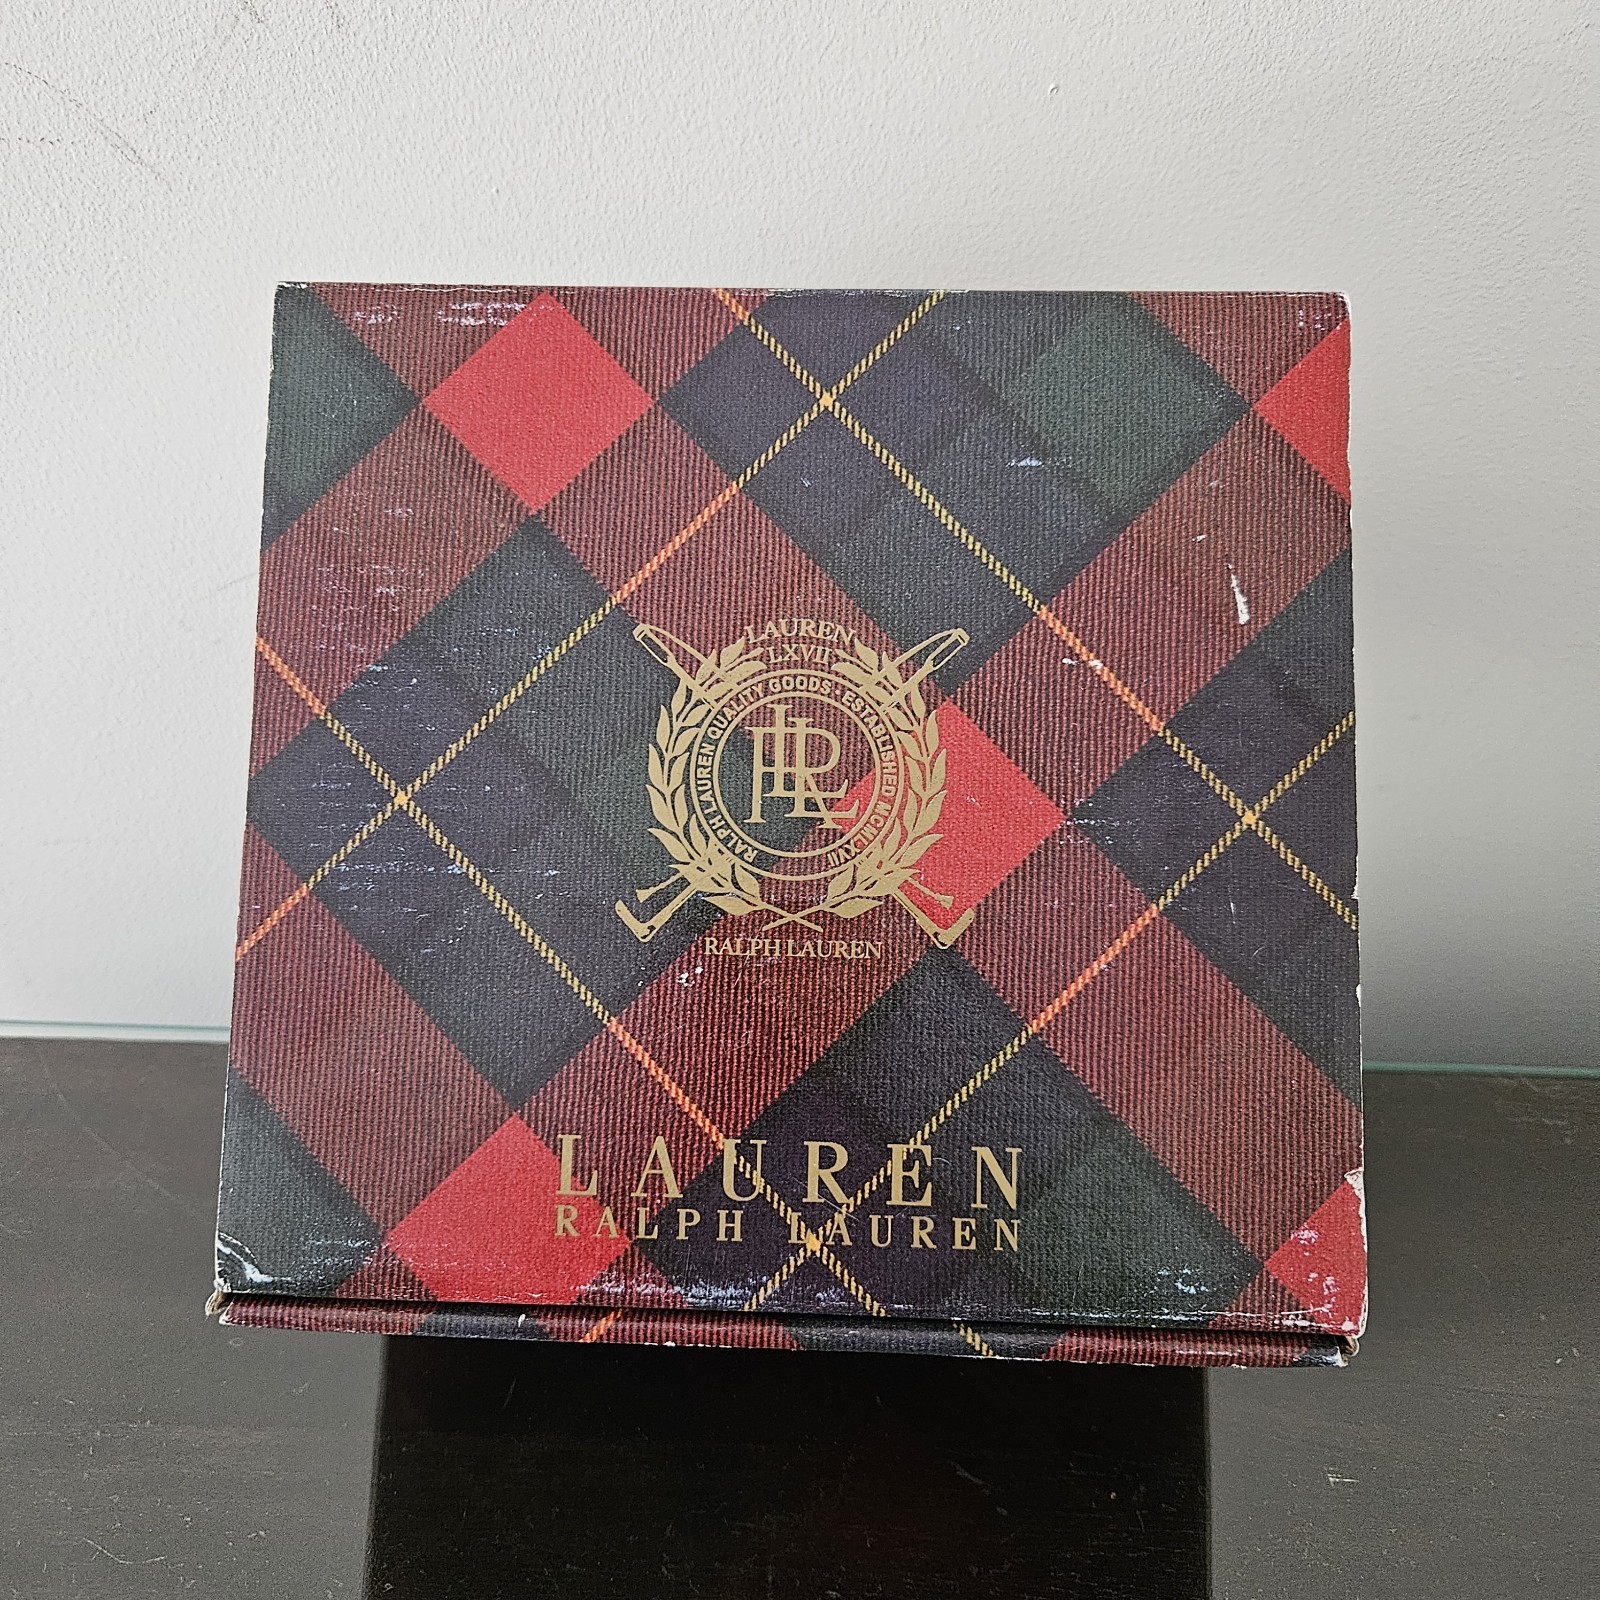 LAUREN
LXVII
RALPH LAUREN QUALITY GOODS · ESTABLISHED MCMLXVII
LRL
RALPH LAUREN
LAUREN
RALPH LAUREN